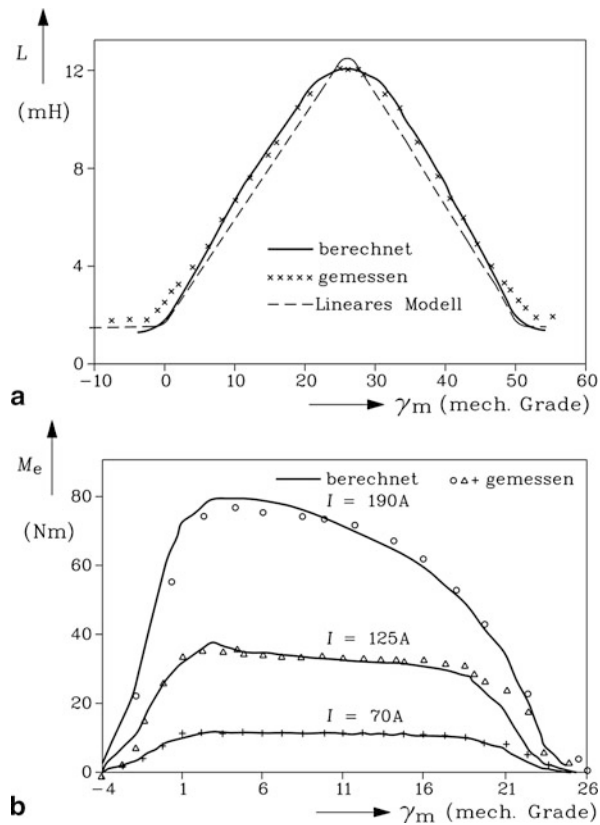 L
(mH)
12
8
4
0
berechnet
××××× gemessen
Lineares Modell
-10 0 10 20 30 40 50 60
γm (mech. Grade)
a
Me
(Nm)
berechnet ○ △ + gemessen
80
60
40
20
0
I = 190A
I = 125A
I = 70A
-4 1 6 11 16 21 26
γm (mech. Grade)
b